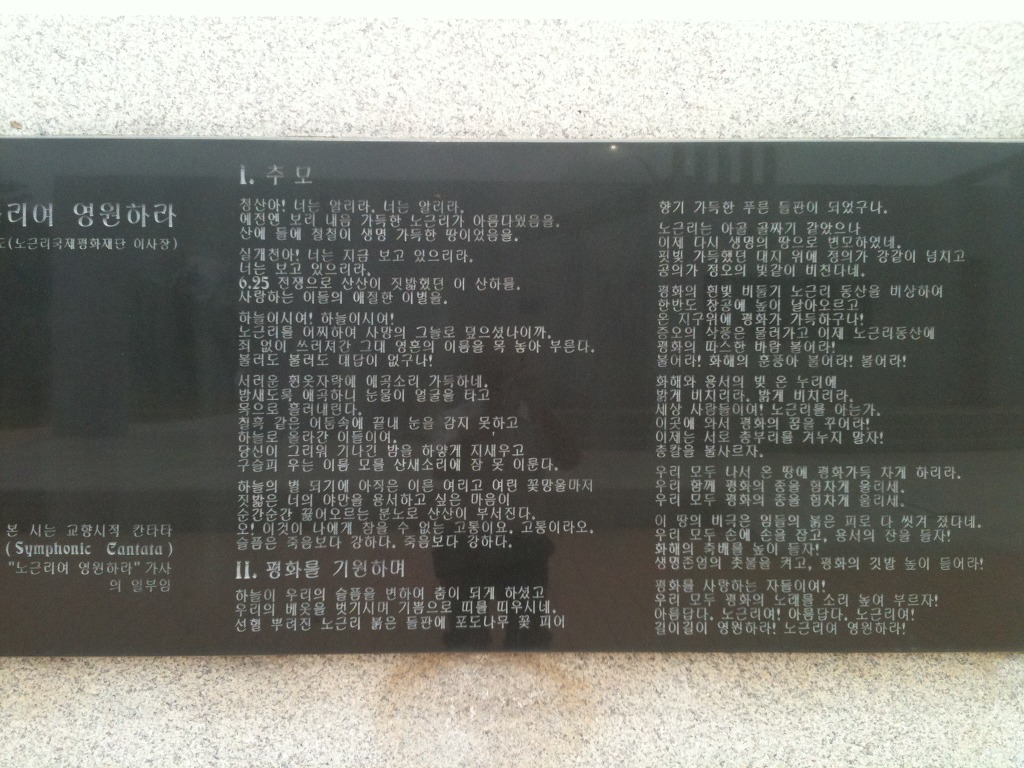 리여 영원하라
(노근리국제평화재단 이사장)
본 시는 교향시적 칸타타
(Symphonic Cantata)
"노근리여 영원하라" 가사
의 일부임
I. 추 모
청산아! 너는 알리라. 너는 알리라.
예전엔 보리 내음 가득한 노근리가 아름다웠음을.
산에 들에 칠칠이 생명 가득한 땅이었음을.
실개천아! 너는 지금 보고 있으리라.
너는 보고 있으리라.
6.25 전쟁으로 산산이 짓밟혔던 이 산하를.
사랑하는 이들의 애절한 이별을.
하늘이시여! 하늘이시여!
노근리를 어찌하여 사망의 그늘로 덮으셨나이까.
죄 없이 쓰러져간 그대 영혼의 이름을 목 놓아 부른다.
불러도 불러도 대답이 없구나!
서러운 흰옷자락에 애곡소리 가득하네.
밤새도록 애곡하니 눈물이 얼굴을 타고
목으로 흘러내린다.
칠흑 같은 어둠속에 끝내 눈을 감지 못하고
하늘로 올라간 이들이여.
당신이 그리워 기나긴 밤을 하얗게 지새우고
구슬피 우는 이름 모를 산새소리에 잠 못 이룬다.
하늘의 별 되기에 아직은 이른 여리고 여린 꽃망울마저
짓밟은 너의 야만을 용서하고 싶은 마음이
순간순간 끓어오르는 분노로 산산이 부서진다.
오! 이것이 나에게 참을 수 없는 고통이요. 고통이라오.
슬픔은 죽음보다 강하다. 죽음보다 강하다.
II. 평화를 기원하며
하늘이 우리의 슬픔을 변하여 춤이 되게 하셨고
우리의 베옷을 벗기시며 기쁨으로 띠를 띠우시네.
선혈 뿌려진 노근리 붉은 들판에 포도나무 꽃 피어
향기 가득한 푸른 들판이 되었구나.
노근리는 아골 골짜기 같았으나
이제 다시 생명의 땅으로 변모하였네.
핏빛 가득했던 대지 위에 정의가 강같이 넘치고
공의가 정오의 빛같이 비친다네.
평화의 흰빛 비둘기 노근리 동산을 비상하여
한반도 창공에 높이 날아오르고
온 지구위에 평화가 가득하구나!
증오의 삭풍은 물러가고 이제 노근리동산에
평화의 따스한 바람 불어라!
불어라! 화해의 훈풍아 불어라! 불어라!
화해와 용서의 빛 온 누리에
밝게 비치리라. 밝게 비치리라.
세상 사람들이여! 노근리를 아는가.
이곳에 와서 평화의 꿈을 꾸어라!
이제는 서로 총부리를 겨누지 말자!
총칼을 불사르자.
우리 모두 나서 온 땅에 평화가득 차게 하리라.
우리 함께 평화의 종을 힘차게 울리세.
우리 모두 평화의 종을 힘차게 울리세.
이 땅의 비극은 임들의 붉은 피로 다 씻겨 졌다네.
우리 모두 손에 손을 잡고, 용서의 잔을 들자!
화해의 축배를 높이 들자!
생명존엄의 촛불을 켜고, 평화의 깃발 높이 들어라!
평화를 사랑하는 자들이여!
우리 모두 평화의 노래를 소리 높여 부르자!
아름답다. 노근리여! 아름답다. 노근리여!
길이길이 영원하라! 노근리여 영원하라!